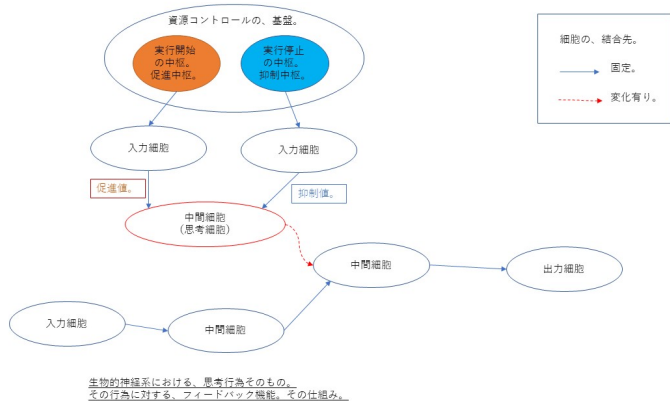 資源コントロールの、基盤。
実行開始
の中枢。
促進中枢。
実行停止
の中枢。
抑制中枢。
細胞の、結合先。
固定。
変化有り。
入力細胞
入力細胞
促進値。
抑制値。
中間細胞
(思考細胞)
中間細胞
出力細胞
入力細胞
中間細胞
生物的神経系における、思考行為そのもの。
その行為に対する、フィードバック機能。その仕組み。